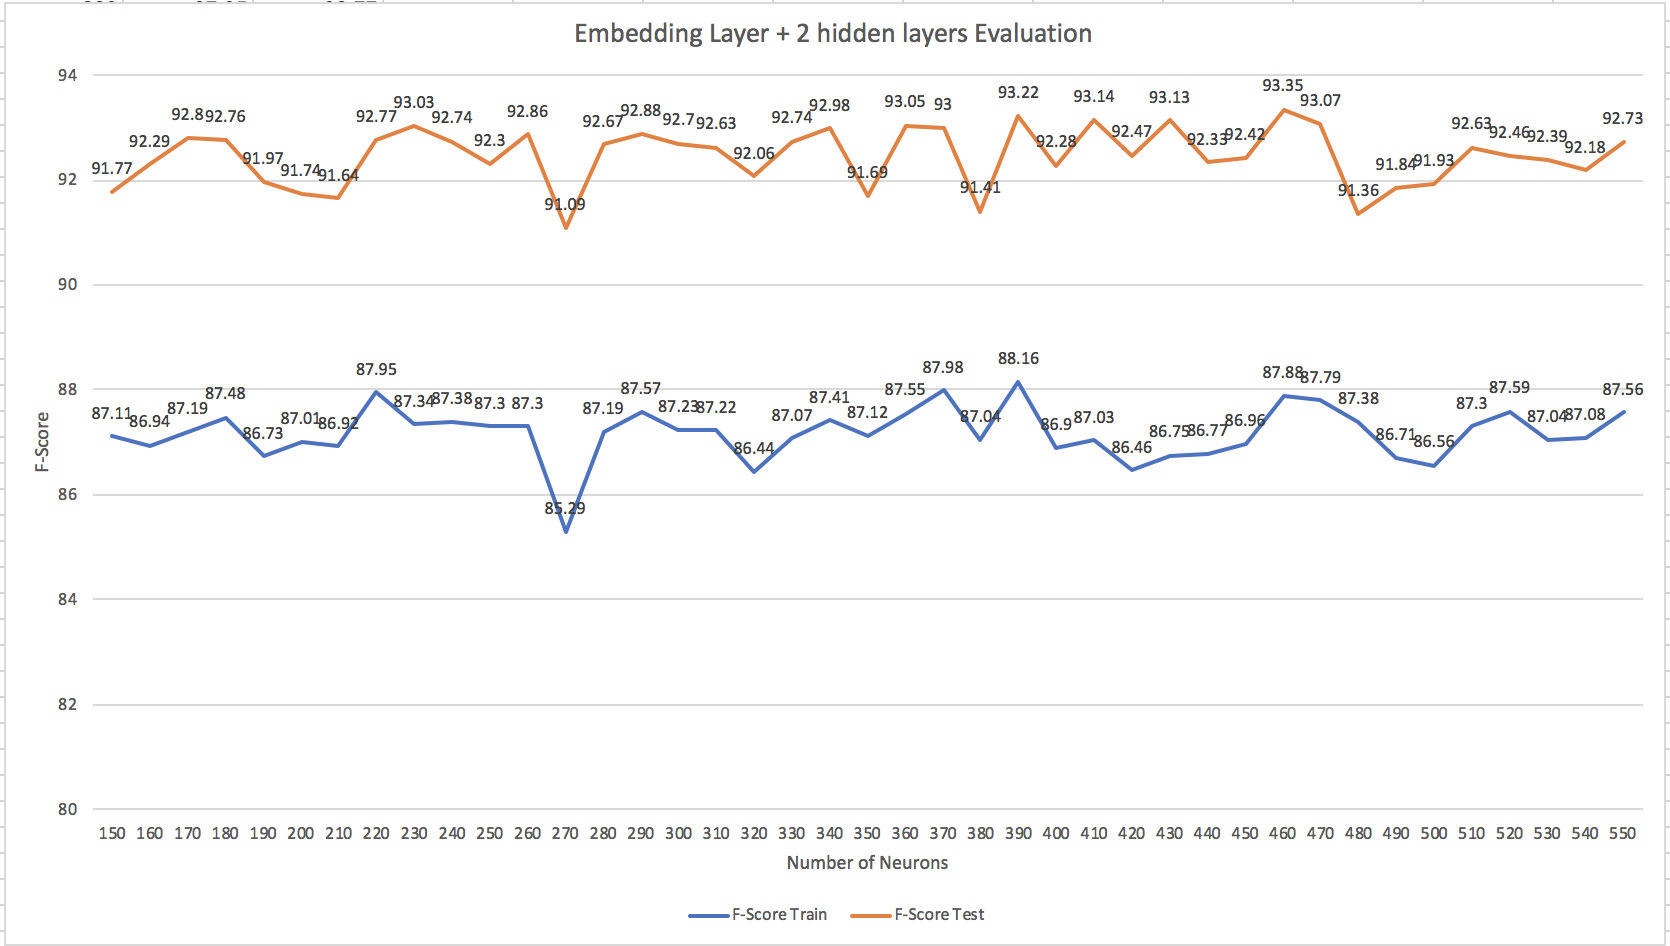 Embedding Layer + 2 hidden layers Evaluation
94
92
90
88
86
84
82
80
F-Score
91.77 92.29 92.8 92.76 91.97 91.74 91.64 92.77 93.03 92.74 92.3 92.86 91.09 92.67 92.88 92.7 92.63 92.06 92.74 92.98 91.69 93.05 93 91.41 93.22 92.28 93.14 92.47 93.13 92.33 92.42 93.35 93.07 91.36 91.84 91.93 92.63 92.46 92.39 92.18 92.73
87.11 86.94 87.19 87.48 86.73 87.01 86.92 87.95 87.34 87.38 87.3 87.3 85.29 87.19 87.57 87.23 87.22 86.44 87.07 87.41 87.12 87.55 87.98 87.04 88.16 86.9 87.03 86.46 86.75 86.77 86.96 87.88 87.79 87.38 86.71 86.56 87.3 87.59 87.04 87.08 87.56
150 160 170 180 190 200 210 220 230 240 250 260 270 280 290 300 310 320 330 340 350 360 370 380 390 400 410 420 430 440 450 460 470 480 490 500 510 520 530 540 550
Number of Neurons
F-Score Train F-Score Test